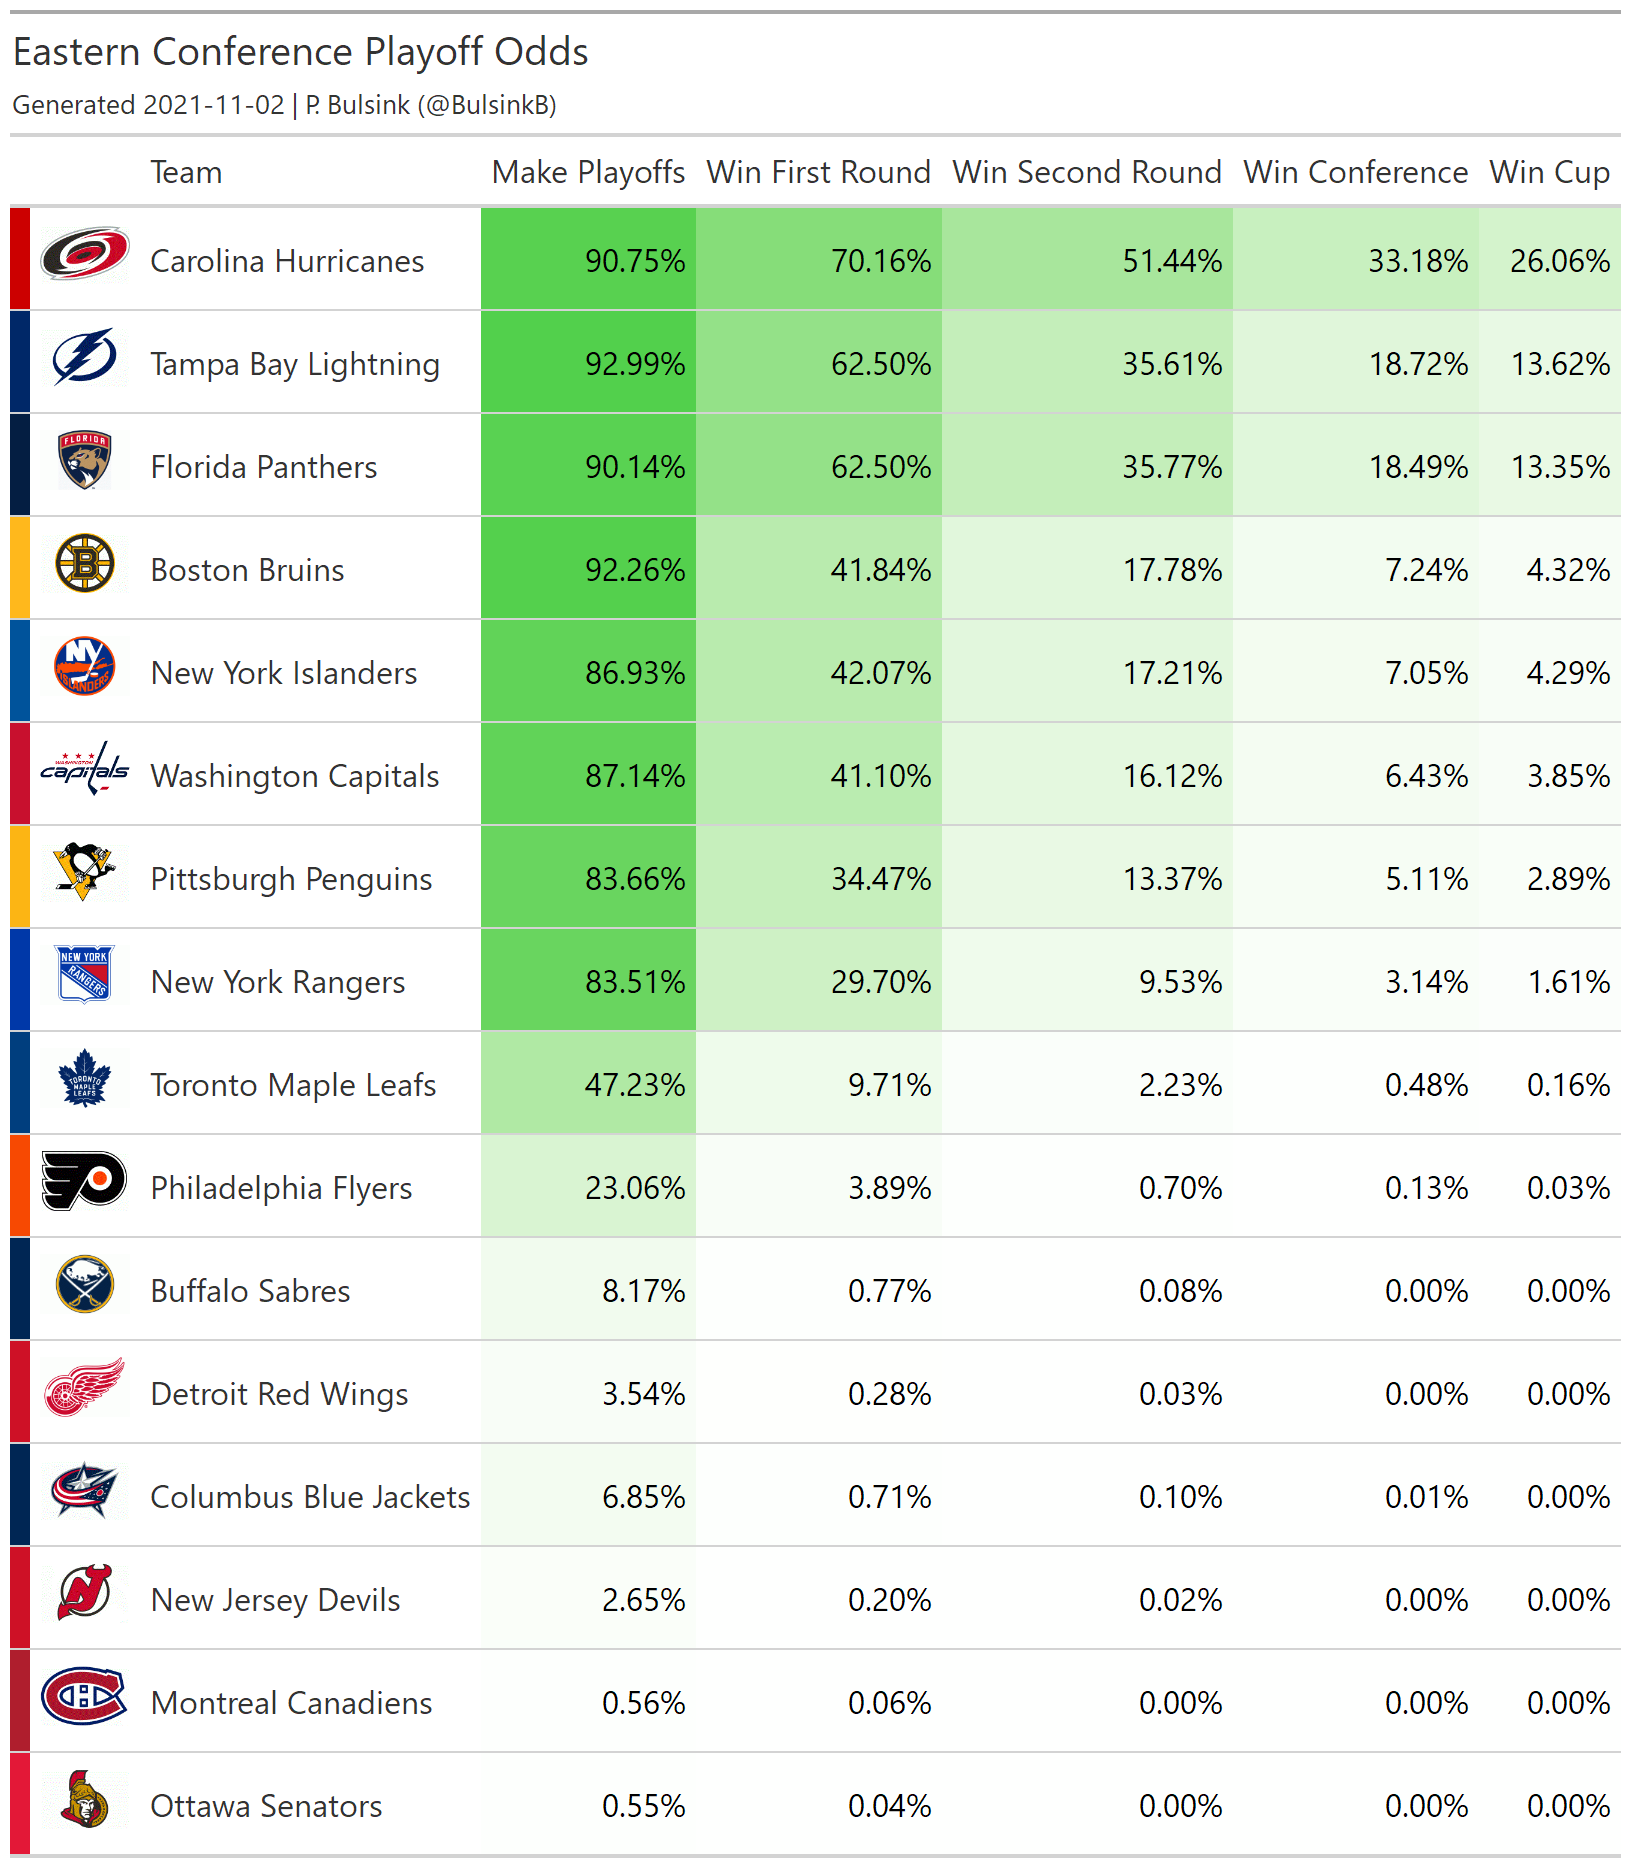 Eastern Conference Playoff Odds
Generated 2021-11-02 | P. Bulsink (@BulsinkB)
Team Make Playoffs Win First Round Win Second Round Win Conference Win Cup
Carolina Hurricanes 90.75% 70.16% 51.44% 33.18% 26.06%
Tampa Bay Lightning 92.99% 62.50% 35.61% 18.72% 13.62%
FLORIDA
Florida Panthers 90.14% 62.50% 35.77% 18.49% 13.35%
B
Boston Bruins 92.26% 41.84% 17.78% 7.24% 4.32%
NY
ISLANDERS
New York Islanders 86.93% 42.07% 17.21% 7.05% 4.29%
WASHINGTON
capitals
Washington Capitals 87.14% 41.10% 16.12% 6.43% 3.85%
Pittsburgh Penguins 83.66% 34.47% 13.37% 5.11% 2.89%
NEW YORK
RANGERS
New York Rangers 83.51% 29.70% 9.53% 3.14% 1.61%
TORONTO
MAPLE
LEAFS
Toronto Maple Leafs 47.23% 9.71% 2.23% 0.48% 0.16%
Philadelphia Flyers 23.06% 3.89% 0.70% 0.13% 0.03%
Buffalo Sabres 8.17% 0.77% 0.08% 0.00% 0.00%
Detroit Red Wings 3.54% 0.28% 0.03% 0.00% 0.00%
Columbus Blue Jackets 6.85% 0.71% 0.10% 0.01% 0.00%
New Jersey Devils 2.65% 0.20% 0.02% 0.00% 0.00%
Montreal Canadiens 0.56% 0.06% 0.00% 0.00% 0.00%
Ottawa Senators 0.55% 0.04% 0.00% 0.00% 0.00%